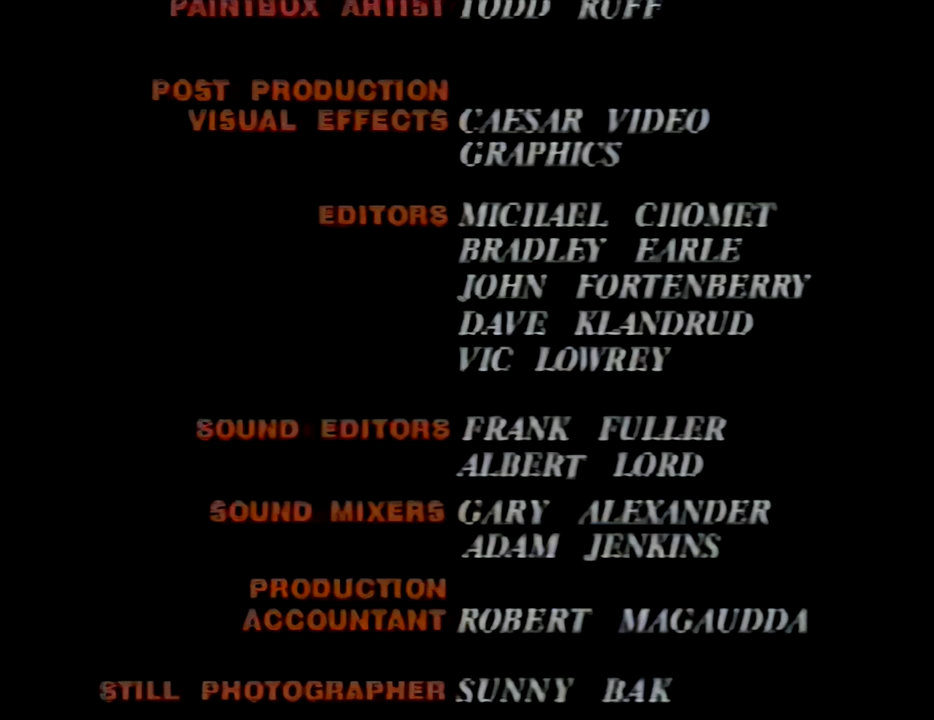 PAINTBOX ARTIST TODD RUFF
POST PRODUCTION
VISUAL EFFECTS CAESAR VIDEO
GRAPHICS
EDITORS MICHAEL CHOMET
BRADLEY EARLE
JOHN FORTENBERRY
DAVE KLANDRUD
VIC LOWREY
SOUND EDITORS FRANK FULLER
ALBERT LORD
SOUND MIXERS GARY ALEXANDER
ADAM JENKINS
PRODUCTION
ACCOUNTANT ROBERT MAGAUDDA
STILL PHOTOGRAPHER SUNNY BAK